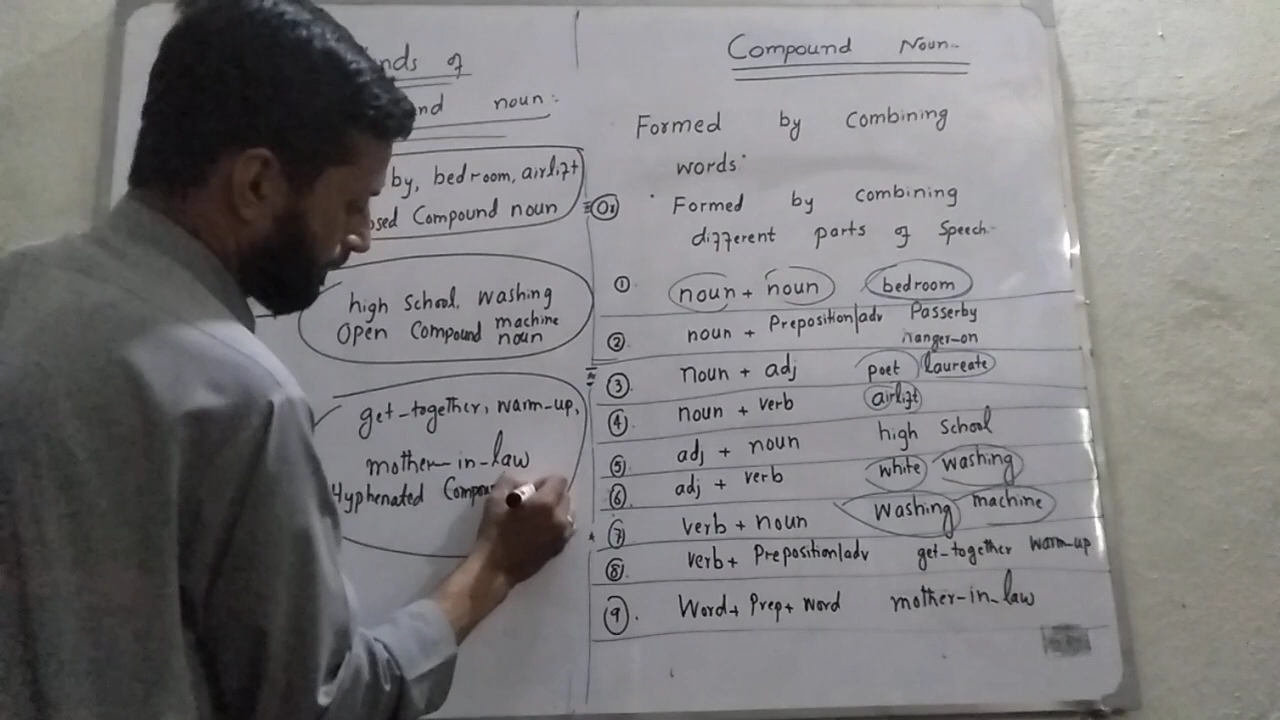 of
noun:
by, bedroom, airlift
Compound noun
high School, Washing
machine
Open Compound noun
get-together, warm-up,
mother-in-law
Hyphenated
Compound Noun
Formed by combining
words
Or Formed by combining
different parts of Speech.
1 noun + noun bedroom
2 noun + Preposition/adv Passerby
hanger-on
3 noun + adj poet laureate
4 noun + verb airlift
5 adj + noun high School
6 adj + verb white washing
7 verb + noun Washing machine
8 verb + Preposition/adv get-together warm-up
9. Word + Prep + Word mother-in-law